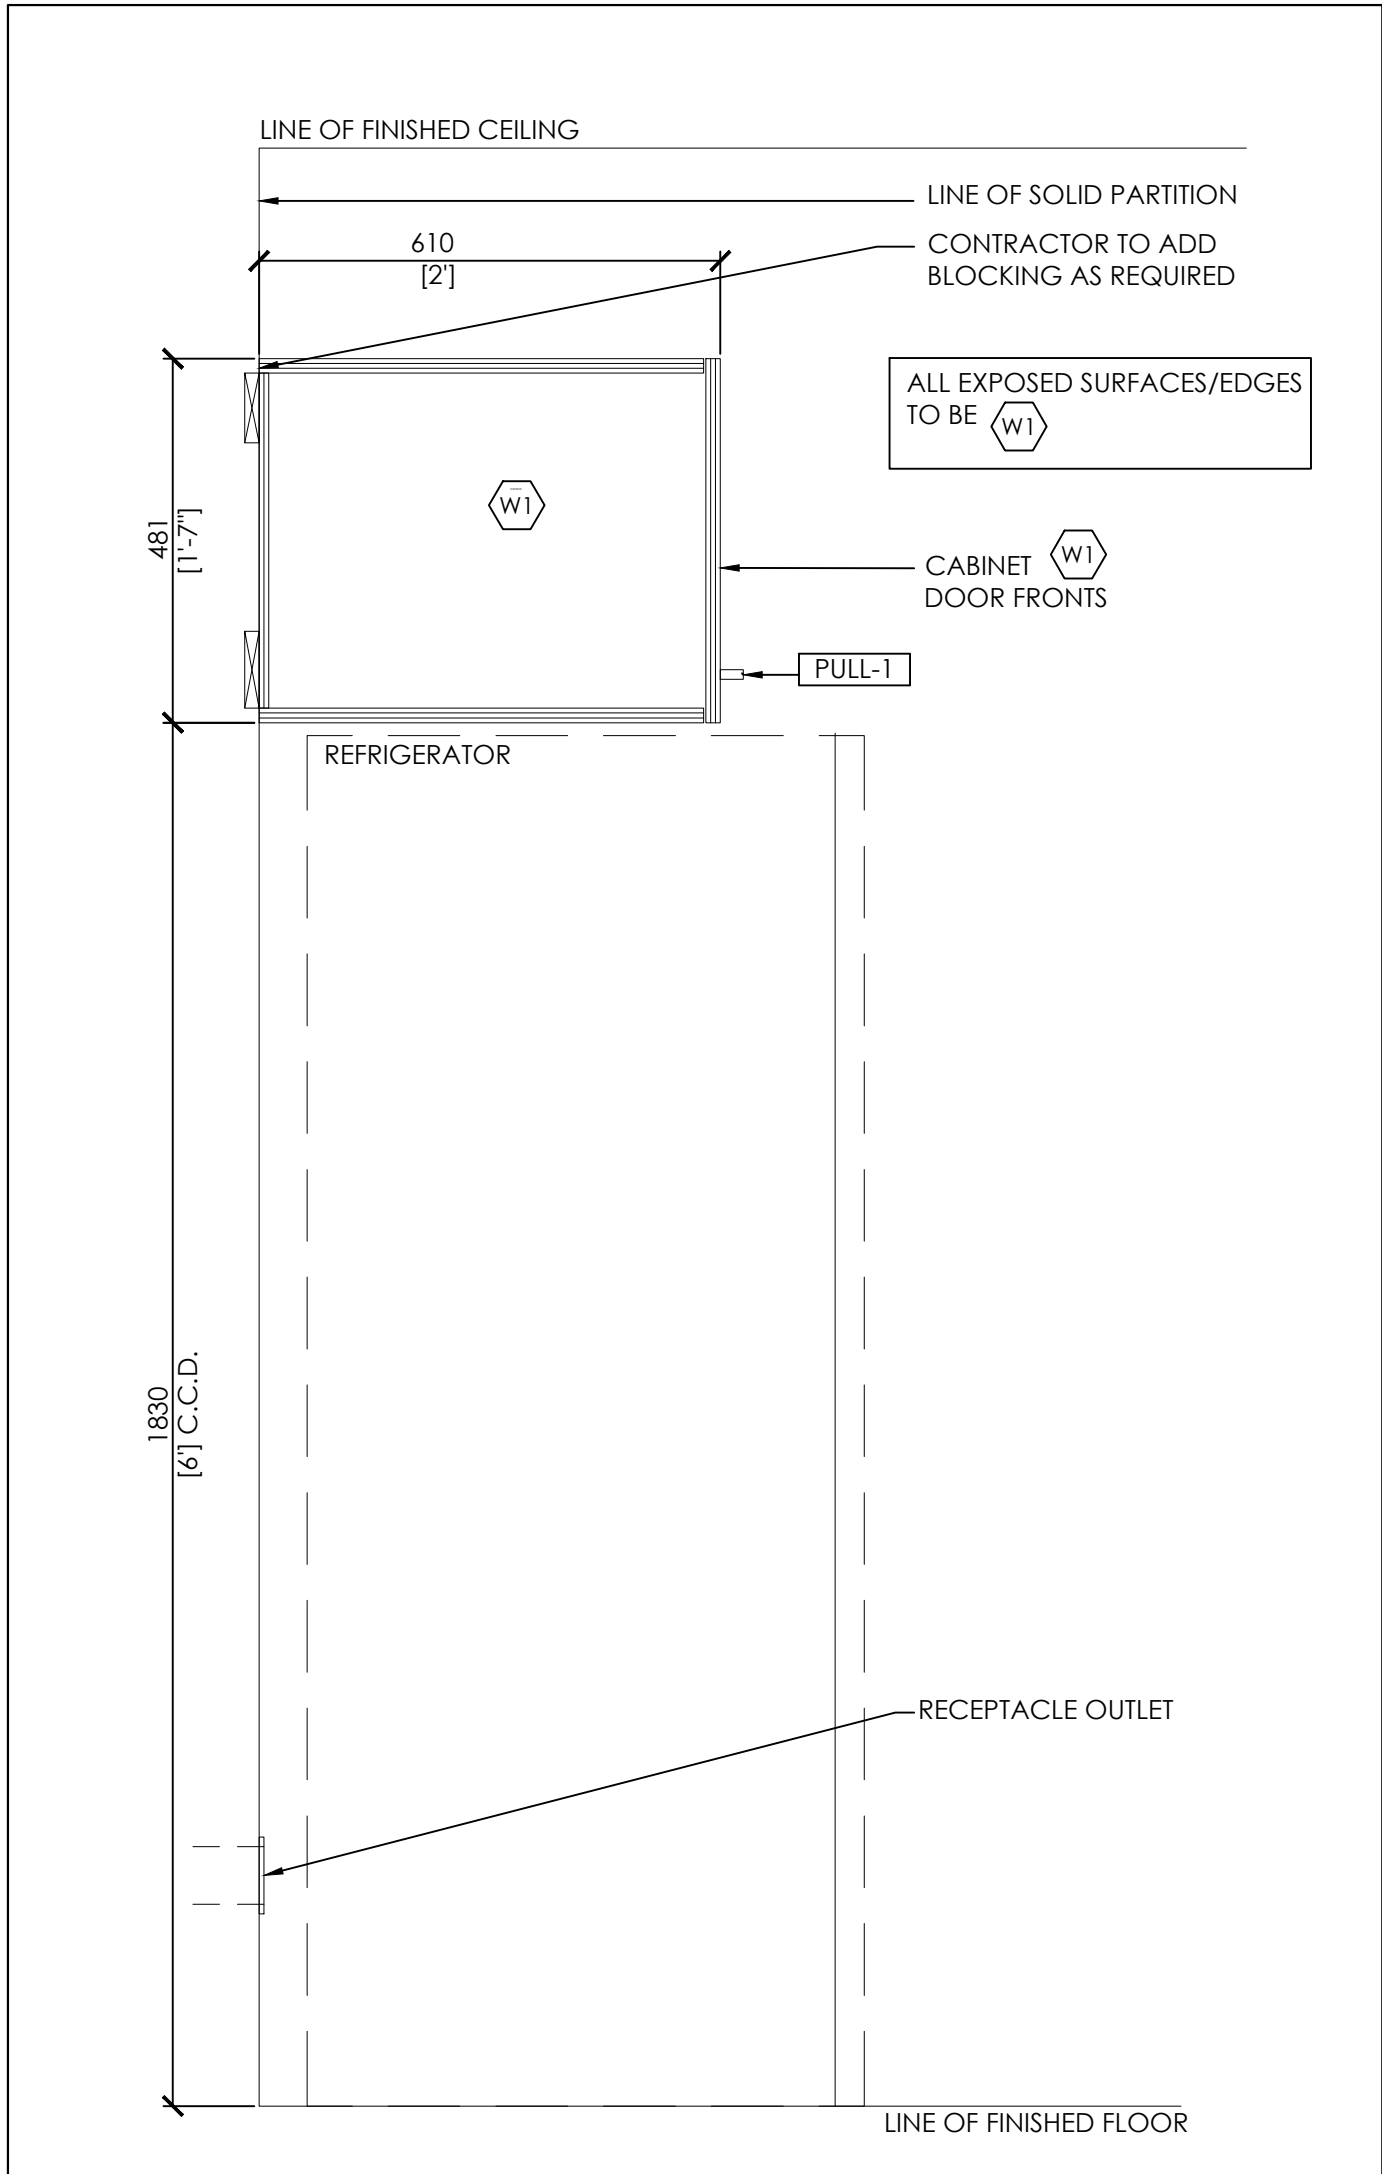 LINE OF FINISHED CEILING
LINE OF SOLID PARTITION
610
[2']
CONTRACTOR TO ADD
BLOCKING AS REQUIRED
ALL EXPOSED SURFACES/EDGES
TO BE W1
W1
481
[1'-7"]
CABINET W1
DOOR FRONTS
PULL-1
REFRIGERATOR
1830
[6'] C.C.D.
RECEPTACLE OUTLET
LINE OF FINISHED FLOOR